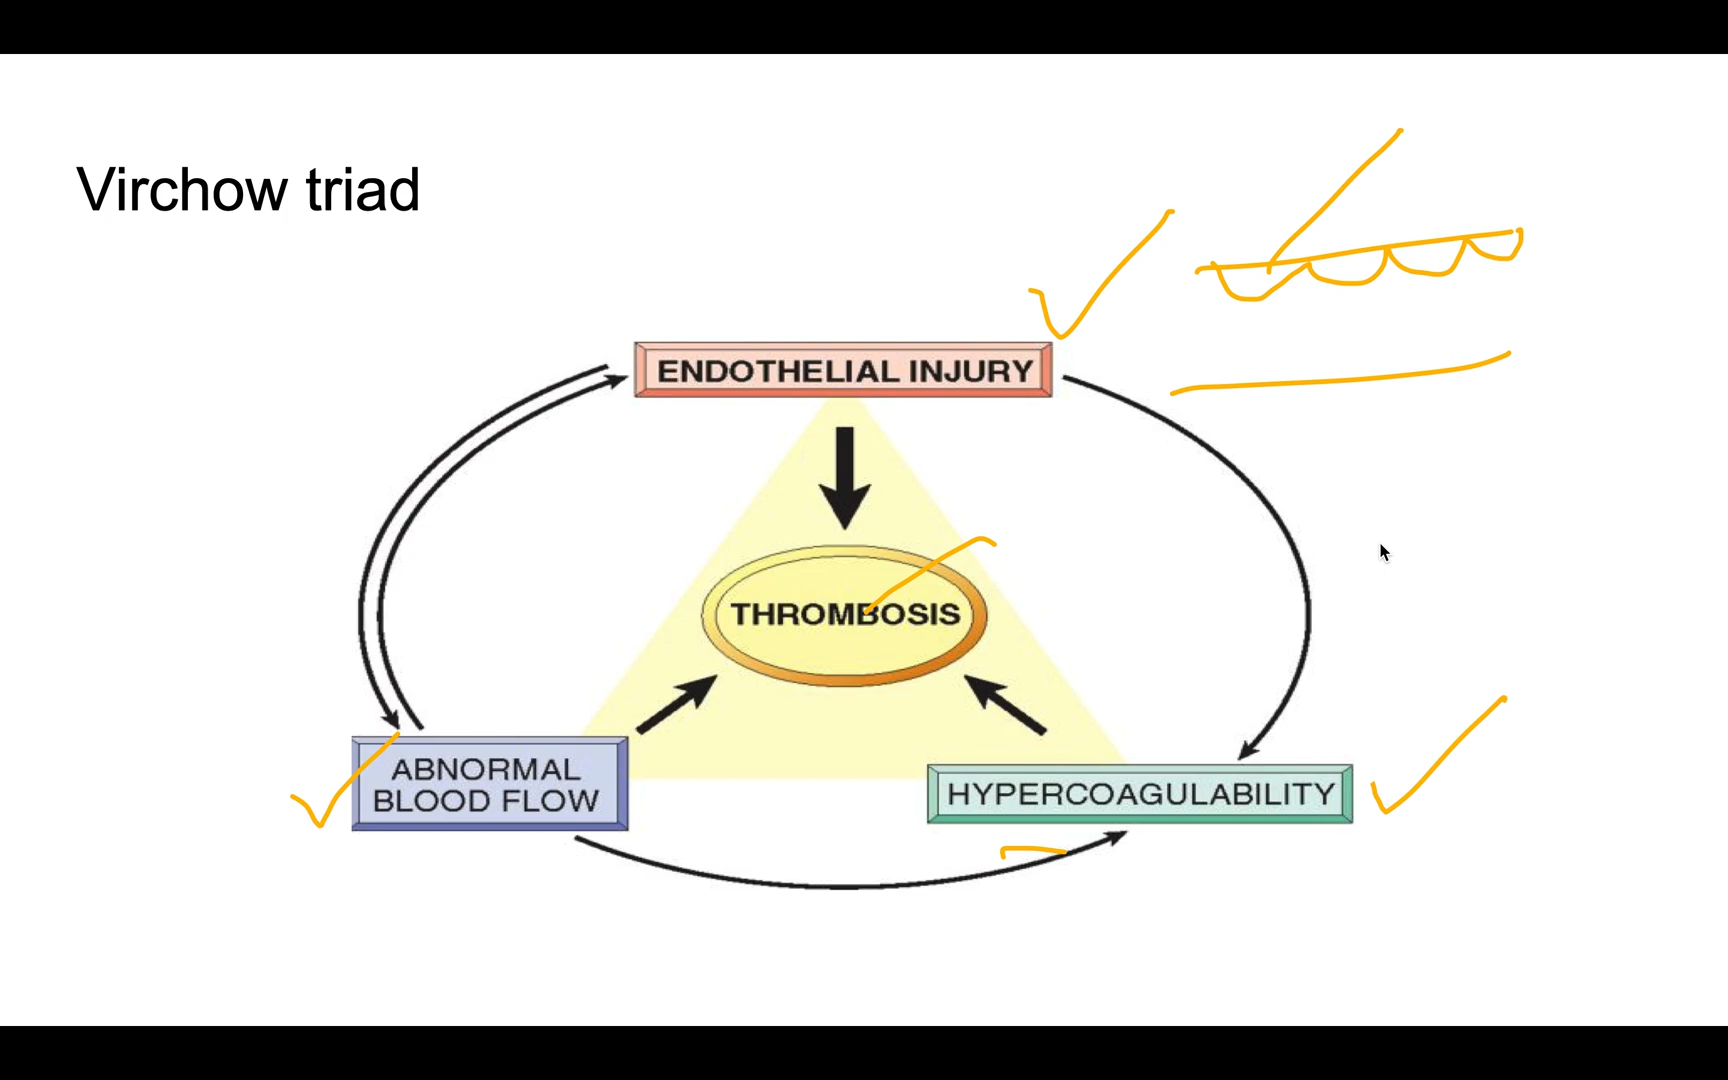 Virchow triad
ENDOTHELIAL INJURY
THROMBOSIS
ABNORMAL
BLOOD FLOW
HYPERCOAGULABILITY